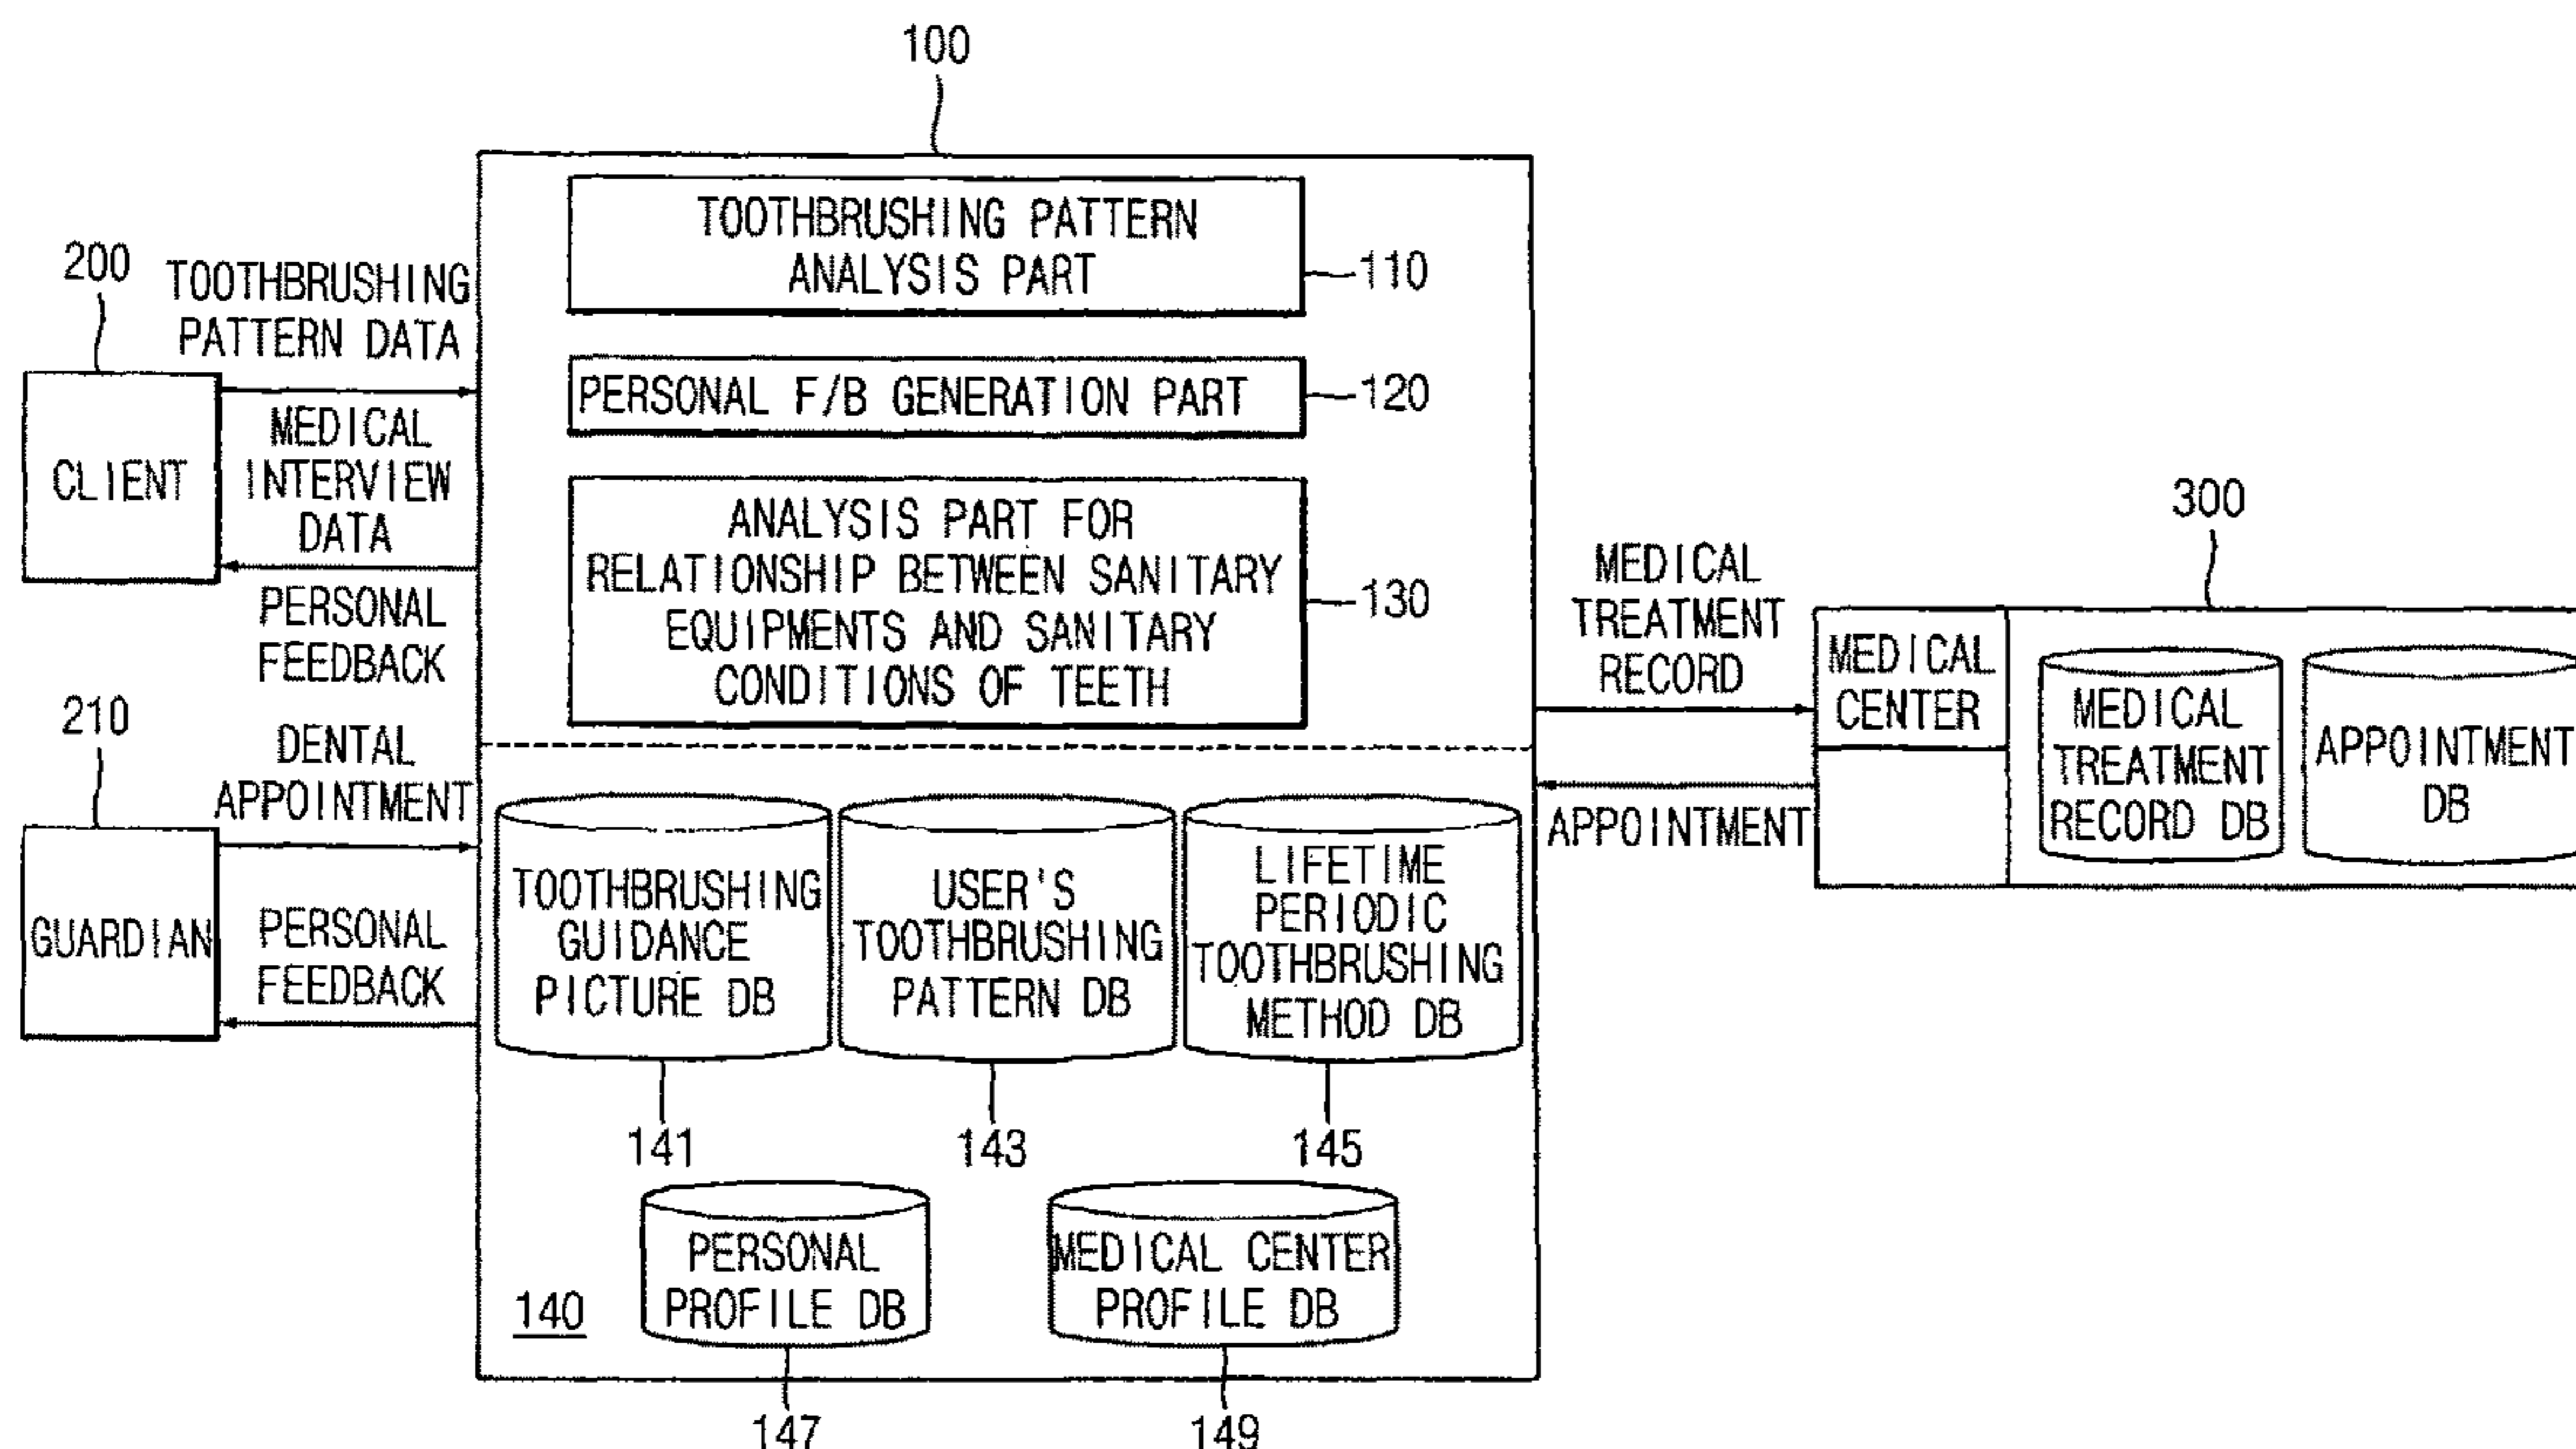 100
TOOTHBRUSHING PATTERN
ANALYSIS PART
110
PERSONAL F/B GENERATION PART
120
ANALYSIS PART FOR
RELATIONSHIP BETWEEN SANITARY
EQUIPMENTS AND SANITARY
CONDITIONS OF TEETH
130
200
TOOTHBRUSHING
PATTERN DATA
CLIENT
MEDICAL
INTERVIEW
DATA
PERSONAL
FEEDBACK
210
DENTAL
APPOINTMENT
GUARDIAN
PERSONAL
FEEDBACK
TOOTHBRUSHING
GUIDANCE
PICTURE DB
141
USER'S
TOOTHBRUSHING
PATTERN DB
143
LIFETIME
PERIODIC
TOOTHBRUSHING
METHOD DB
145
140
PERSONAL
PROFILE DB
147
MEDICAL CENTER
PROFILE DB
149
MEDICAL
TREATMENT
RECORD
APPOINTMENT
300
MEDICAL
CENTER
MEDICAL
TREATMENT
RECORD DB
APPOINTMENT
DB